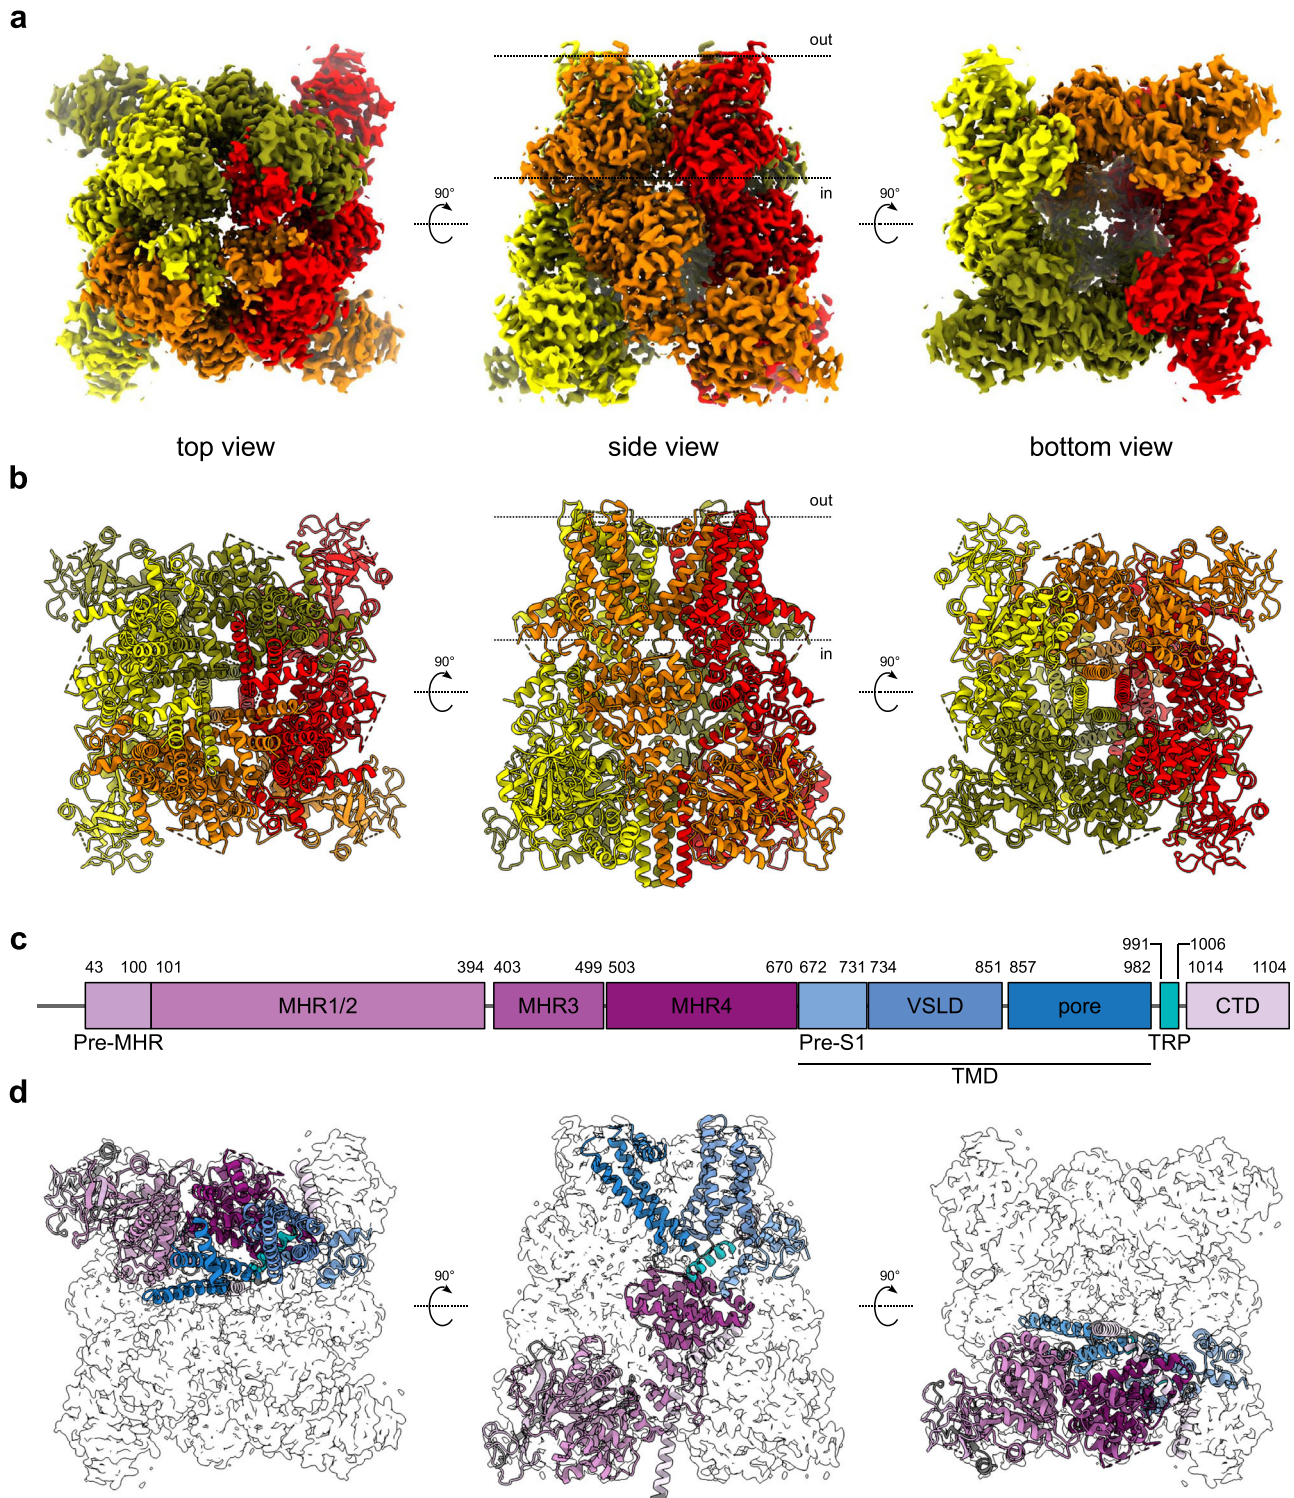 a
out
in
90°
90°
top view
side view
bottom view
b
out
in
90°
90°
c
991
1006
43
100
101
394
403
499
503
670
672
731
734
851
857
982
1014
1104
MHR1/2
MHR3
MHR4
VSLD
pore
CTD
Pre-MHR
Pre-S1
TRP
TMD
d
90°
90°